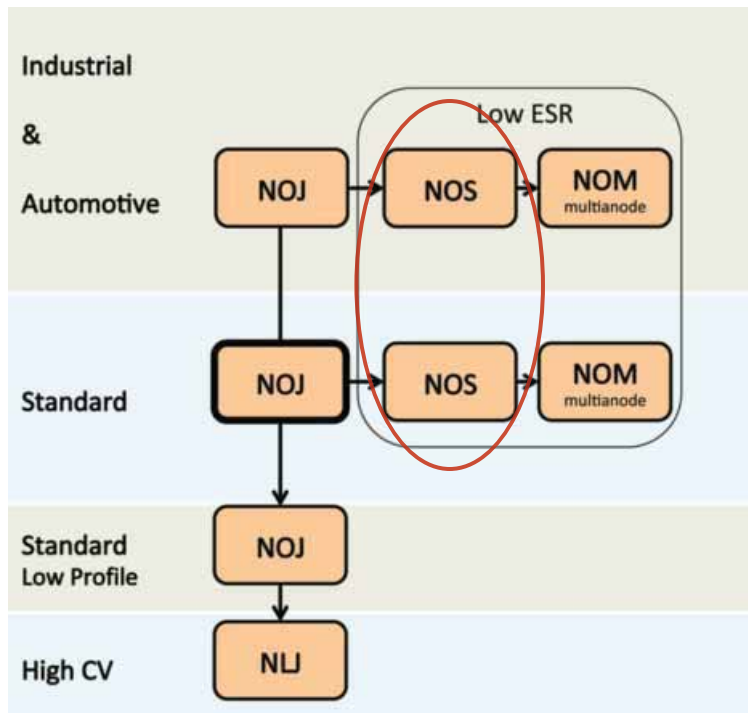 Industrial
&
Automotive
Low ESR
NOJ
NOS
NOM
multianode
Standard
NOJ
NOS
NOM
multianode
Standard
Low Profile
NOJ
High CV
NLJ